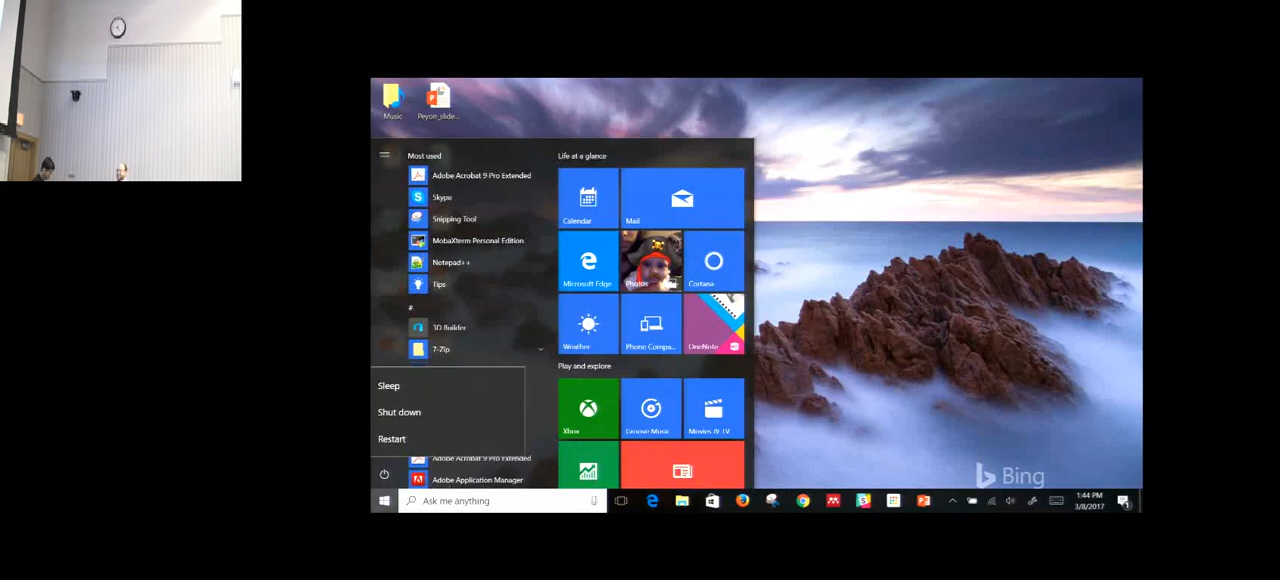 Music
Peyon_slide...
Most used
Adobe Acrobat 9 Pro Extended
Skype
Snipping Tool
MobaXterm Personal Edition
Notepad++
Tips
#
3D Builder
7-Zip
Sleep
Shut down
Restart
Adobe Acrobat 9 Pro Extended
Adobe Application Manager
Life at a glance
Calendar
Mail
Microsoft Edge
Photos
Cortana
Weather
Phone Compa...
OneNote
Play and explore
Xbox
Groove Music
Movies & TV
Bing
Ask me anything
1:44 PM
3/8/2017